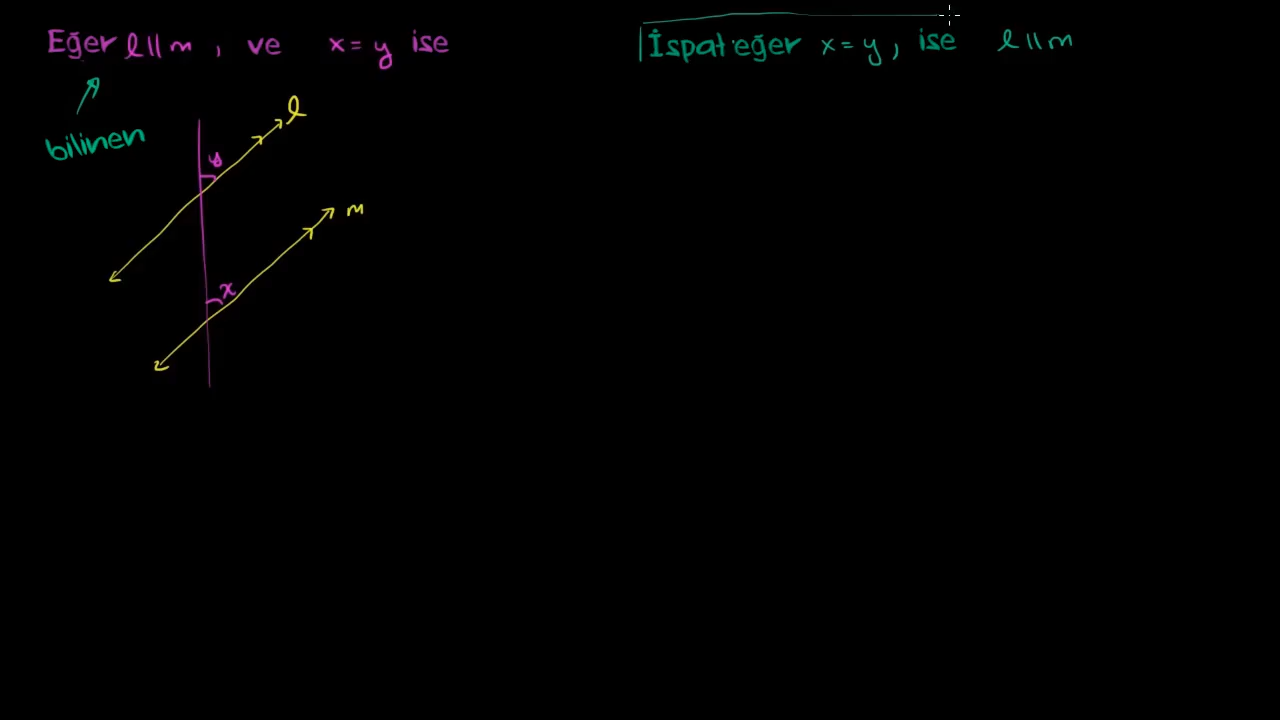 Eğer l || m , ve x = y ise
İspat eğer x = y , ise l || m
bilinen
l
y
m
x